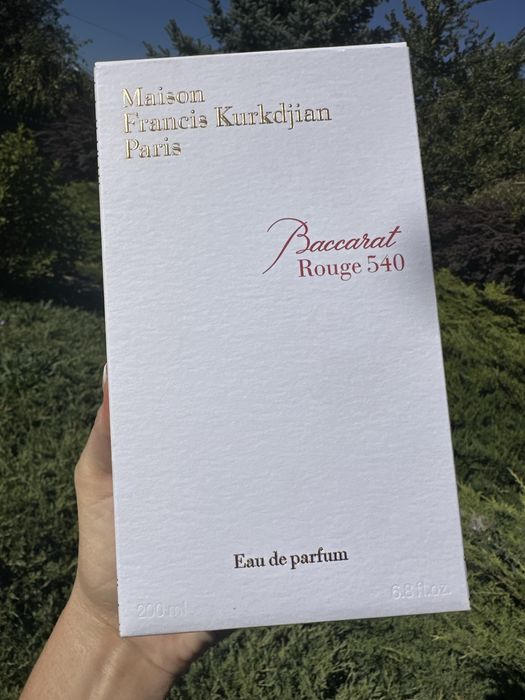 Maison
Francis Kurkdjian
Paris
Baccarat
Rouge 540
Eau de parfum
200 ml
6.8 fl.oz.